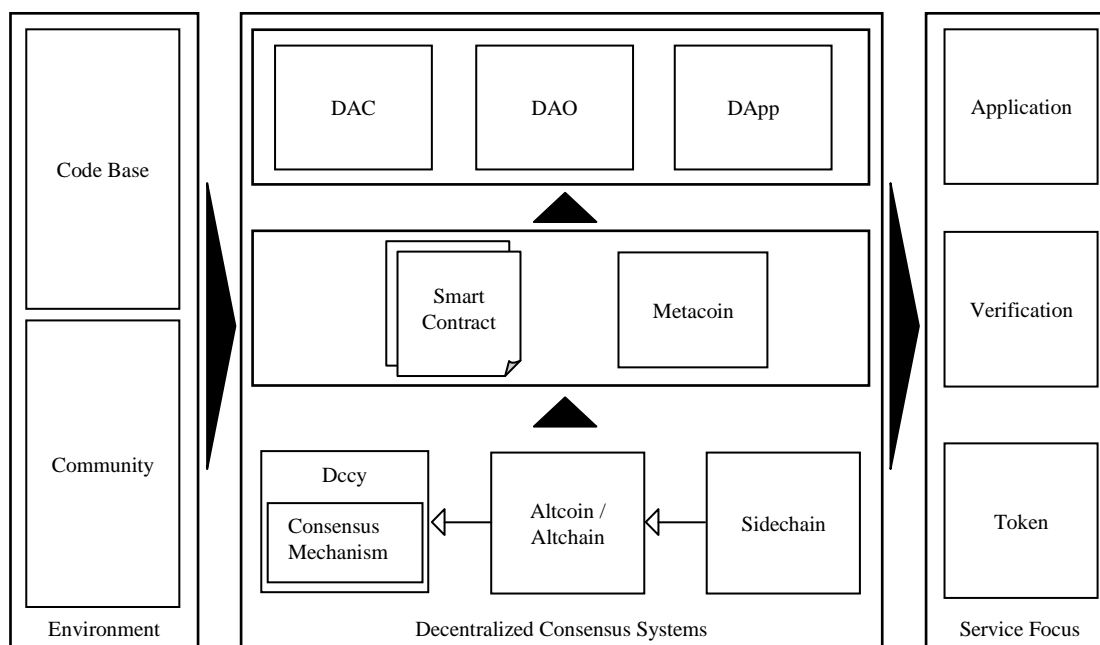 Code Base
Community
Environment
DAC
DAO
DApp
Smart
Contract
Metacoin
Dccy
Consensus
Mechanism
Altcoin /
Altchain
Sidechain
Decentralized Consensus Systems
Application
Verification
Token
Service Focus